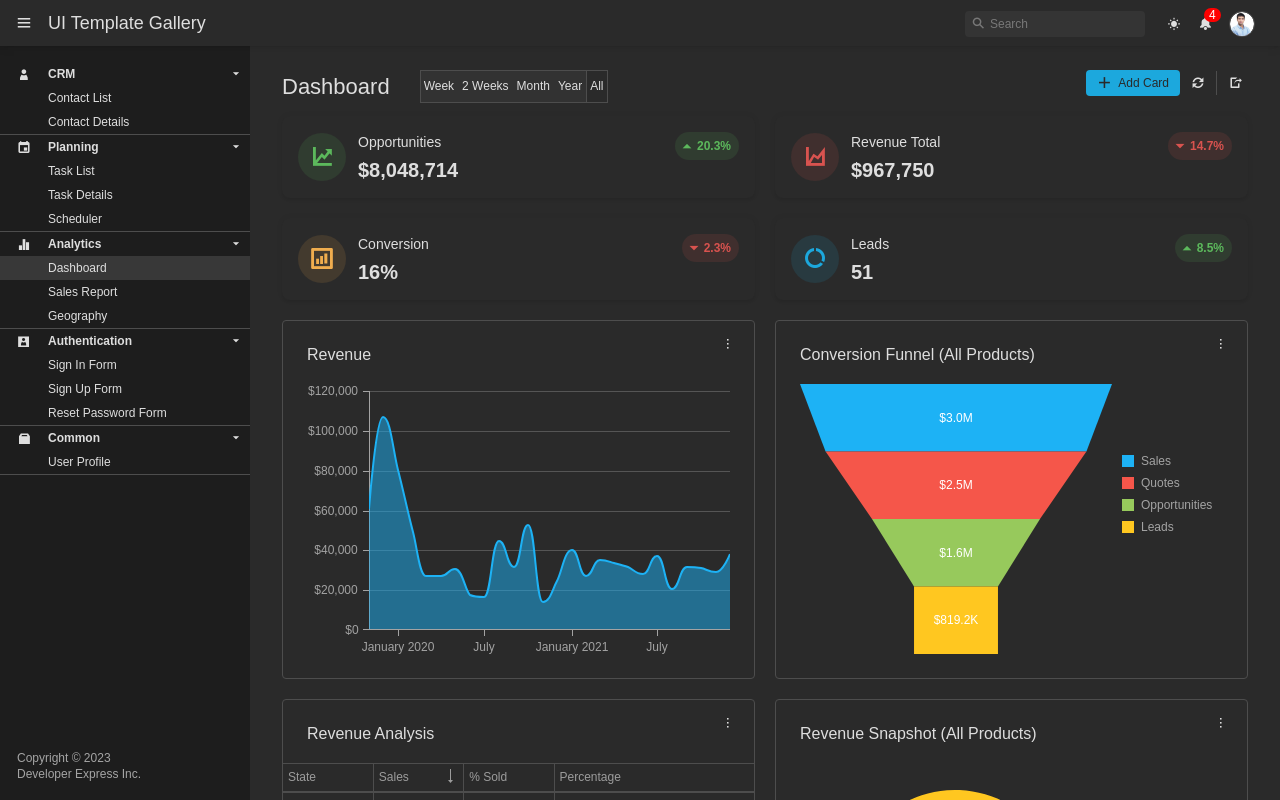 UI Template Gallery
Search
4
CRM
Contact List
Contact Details
Planning
Task List
Task Details
Scheduler
Analytics
Dashboard
Sales Report
Geography
Authentication
Sign In Form
Sign Up Form
Reset Password Form
Common
User Profile
Copyright © 2023
Developer Express Inc.
Dashboard
Week 2 Weeks Month Year All
Add Card
Opportunities
$8,048,714
20.3%
Revenue Total
$967,750
14.7%
Conversion
16%
2.3%
Leads
51
8.5%
Revenue
$120,000
$100,000
$80,000
$60,000
$40,000
$20,000
$0
January 2020 July January 2021 July
Conversion Funnel (All Products)
$3.0M
$2.5M
$1.6M
$819.2K
Sales
Quotes
Opportunities
Leads
Revenue Analysis
State Sales % Sold Percentage
Revenue Snapshot (All Products)